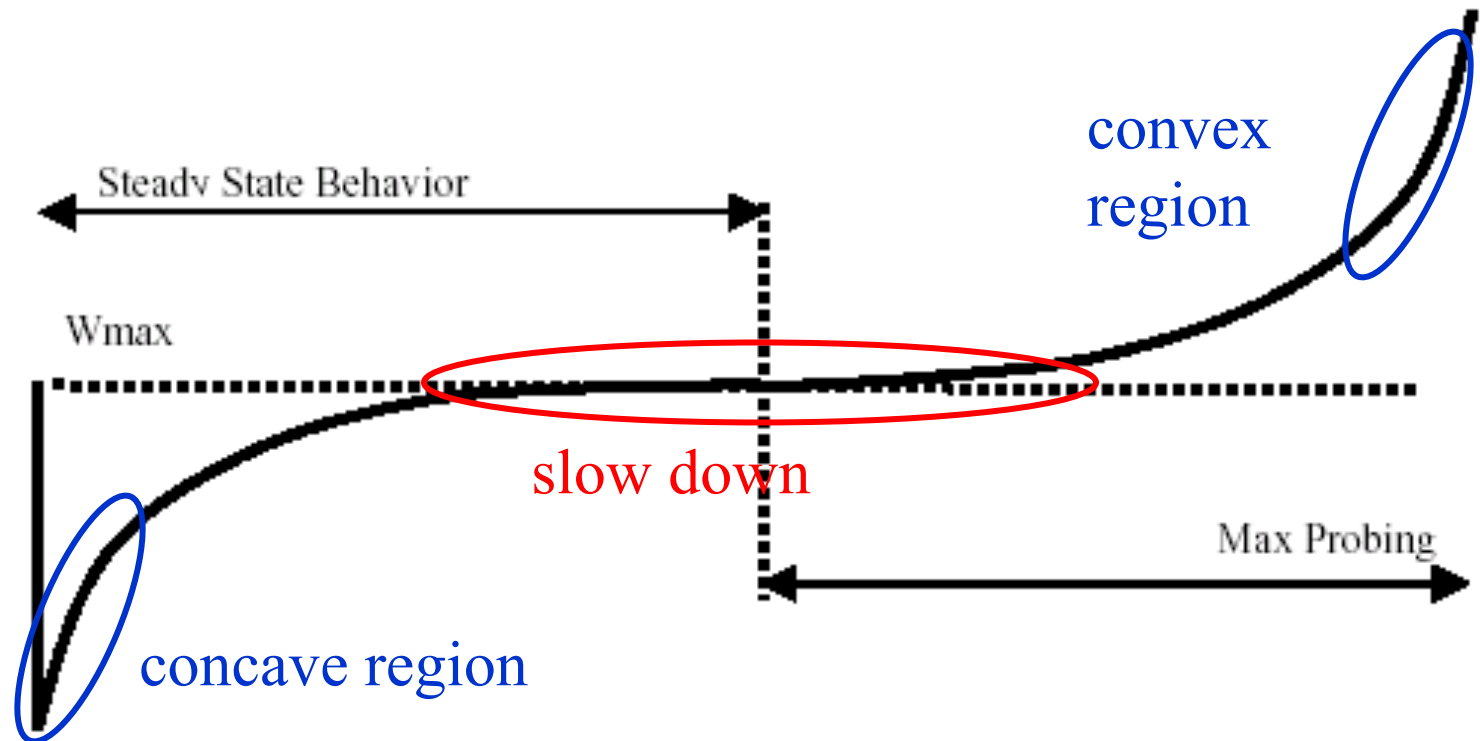 convex
region
Steadv State Behavior
Wmax
slow down
Max Probing
concave region